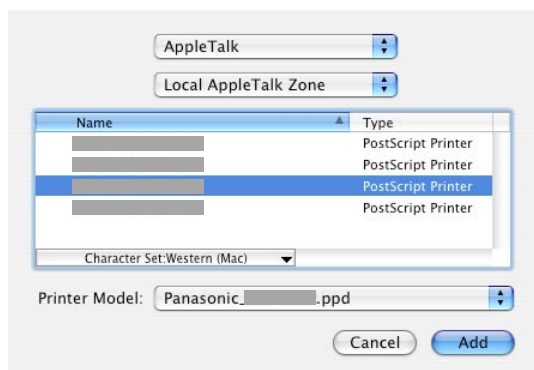 AppleTalk
Local AppleTalk Zone
Name Type
PostScript Printer
PostScript Printer
PostScript Printer
PostScript Printer
Character Set:Western (Mac)
Printer Model: Panasonic_ .ppd
Cancel Add